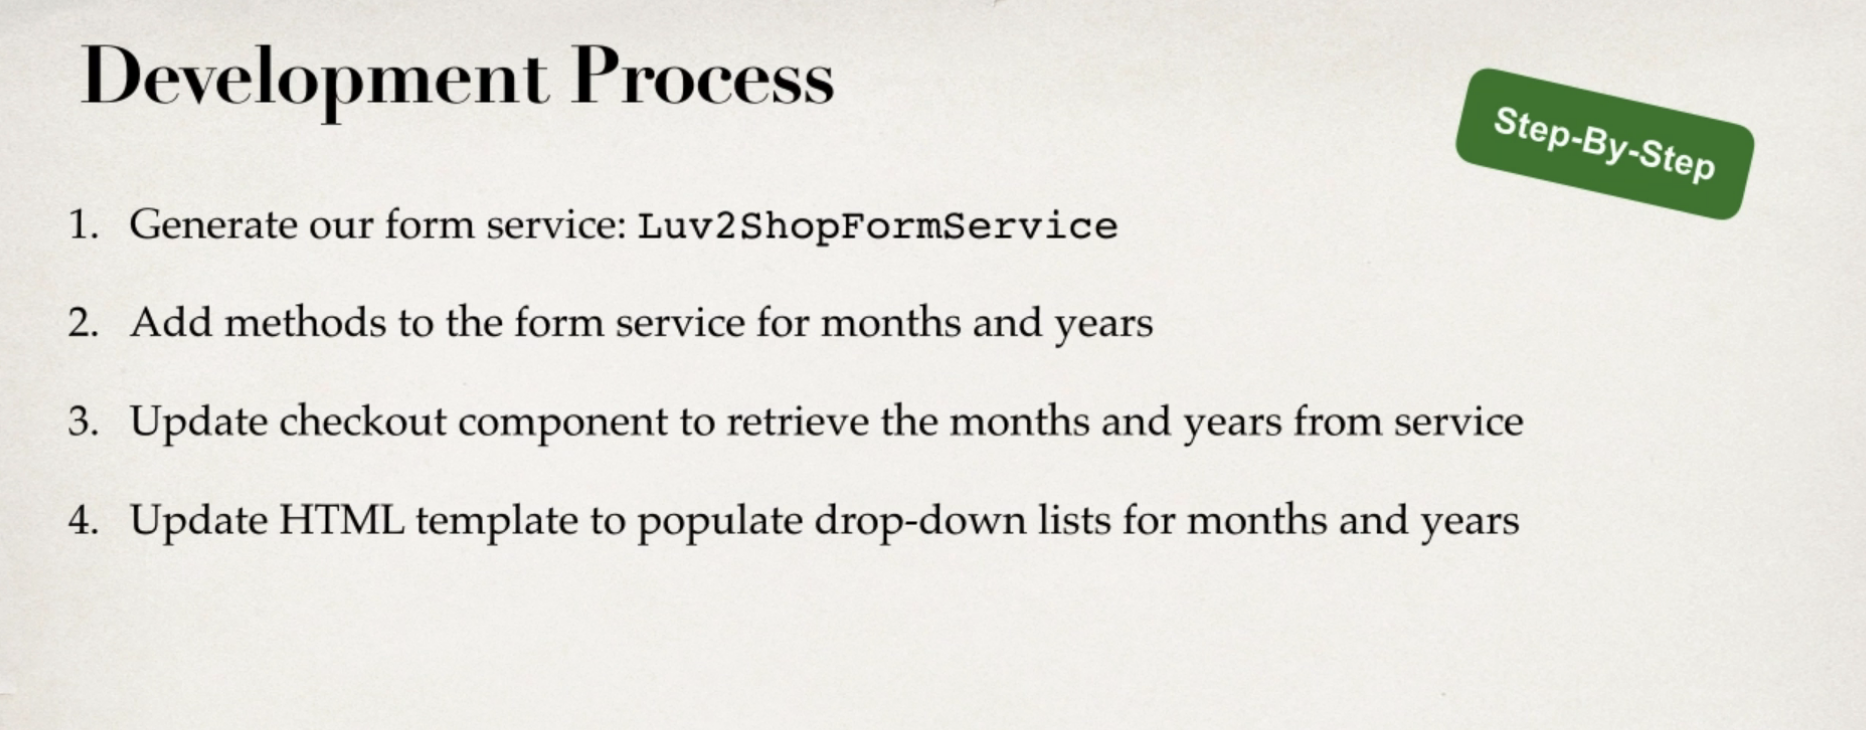 Development Process
Step-By-Step
1. Generate our form service: Luv2ShopFormService
2. Add methods to the form service for months and years
3. Update checkout component to retrieve the months and years from service
4. Update HTML template to populate drop-down lists for months and years